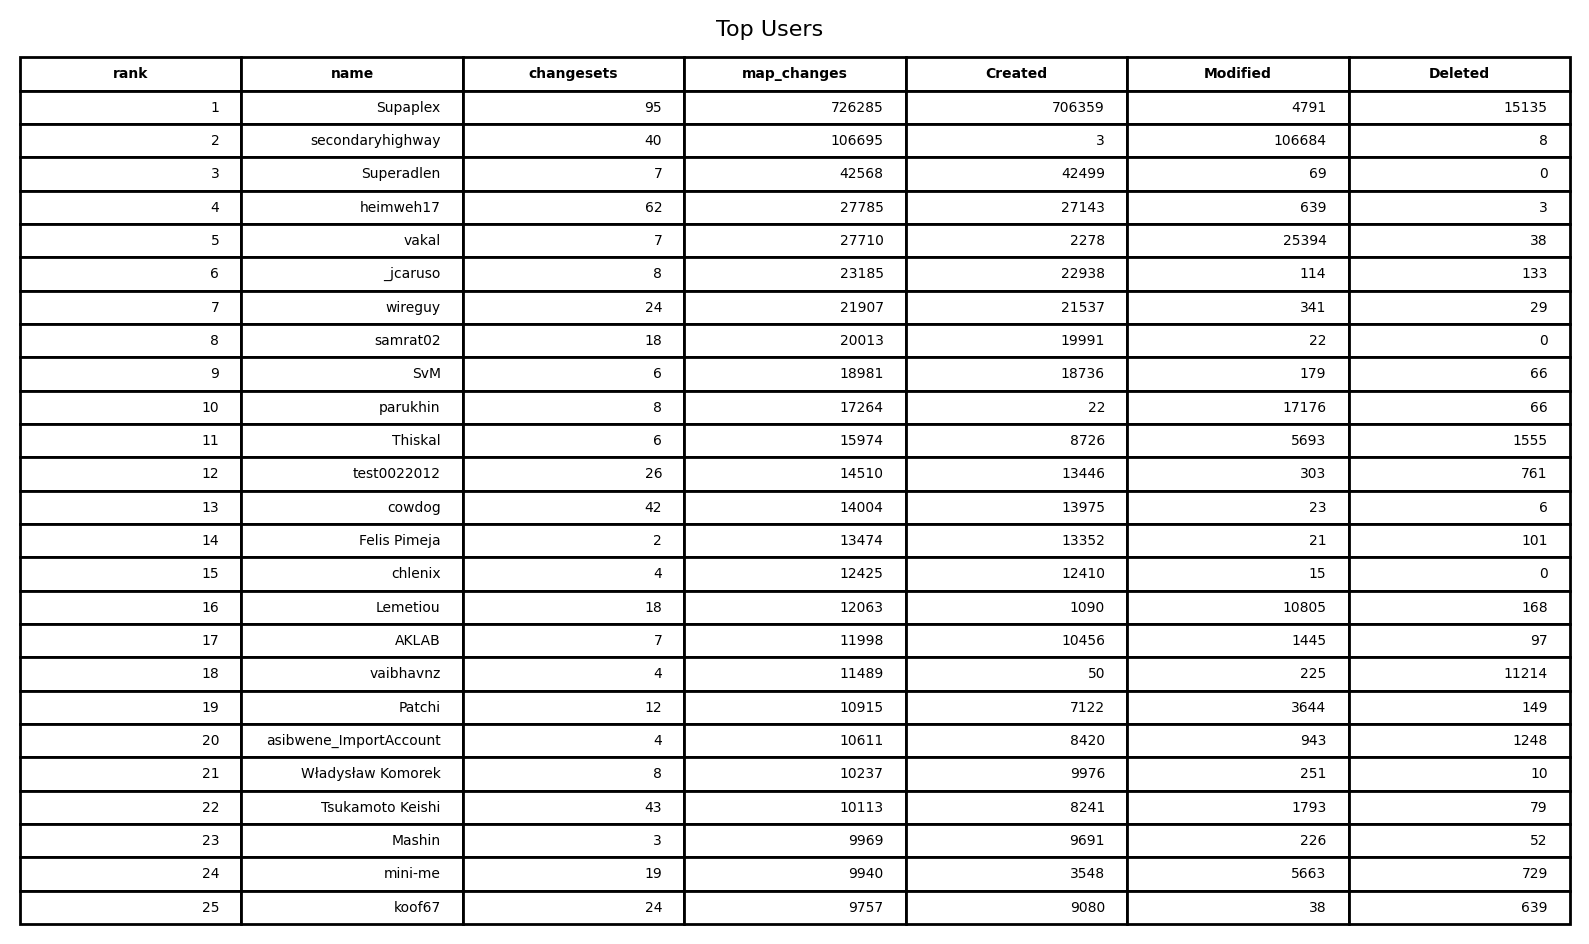 Top Users
rank name changesets map_changes Created Modified Deleted
1 Supaplex 95 726285 706359 4791 15135
2 secondaryhighway 40 106695 3 106684 8
3 Superadlen 7 42568 42499 69 0
4 heimweh17 62 27785 27143 639 3
5 vakal 7 27710 2278 25394 38
6 _jcaruso 8 23185 22938 114 133
7 wireguy 24 21907 21537 341 29
8 samrat02 18 20013 19991 22 0
9 SvM 6 18981 18736 179 66
10 parukhin 8 17264 22 17176 66
11 Thiskal 6 15974 8726 5693 1555
12 test0022012 26 14510 13446 303 761
13 cowdog 42 14004 13975 23 6
14 Felis Pimeja 2 13474 13352 21 101
15 chlenix 4 12425 12410 15 0
16 Lemetiou 18 12063 1090 10805 168
17 AKLAB 7 11998 10456 1445 97
18 vaibhavnz 4 11489 50 225 11214
19 Patchi 12 10915 7122 3644 149
20 asibwene_ImportAccount 4 10611 8420 943 1248
21 Władysław Komorek 8 10237 9976 251 10
22 Tsukamoto Keishi 43 10113 8241 1793 79
23 Mashin 3 9969 9691 226 52
24 mini-me 19 9940 3548 5663 729
25 koof67 24 9757 9080 38 639